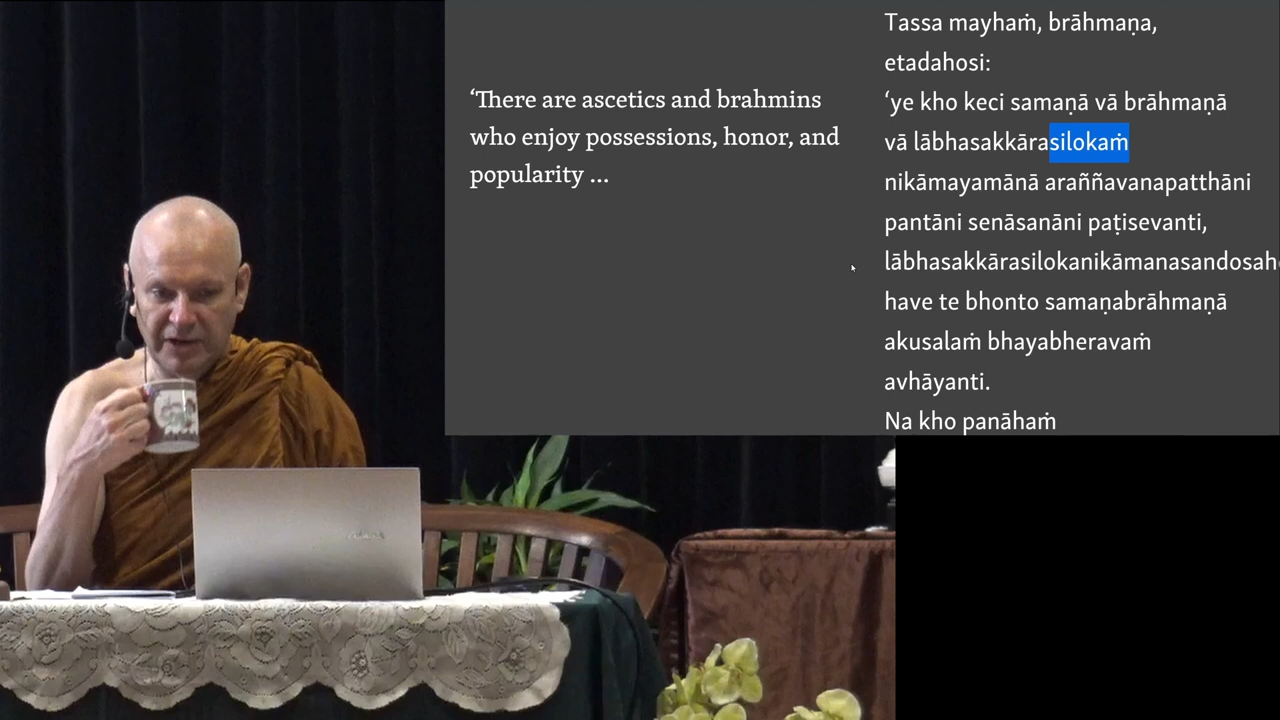 ‘There are ascetics and brahmins
who enjoy possessions, honor, and
popularity …
Tassa mayhaṁ, brāhmaṇa,
etadahosi:
‘ye kho keci samaṇā vā brāhmaṇā
vā lābhasakkārasilokaṁ
nikāmayamānā araññavanapatthāni
pantāni senāsanāni paṭisevanti,
lābhasakkārasilokanikāmanasandosah
have te bhonto samaṇabrāhmaṇā
akusalaṁ bhayabheravaṁ
avhāyanti.
Na kho panāhaṁ